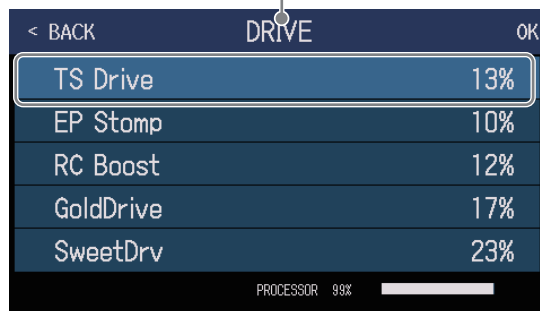 < BACK DRIVE OK
TS Drive 13%
EP Stomp 10%
RC Boost 12%
GoldDrive 17%
SweetDrv 23%
PROCESSOR 99%